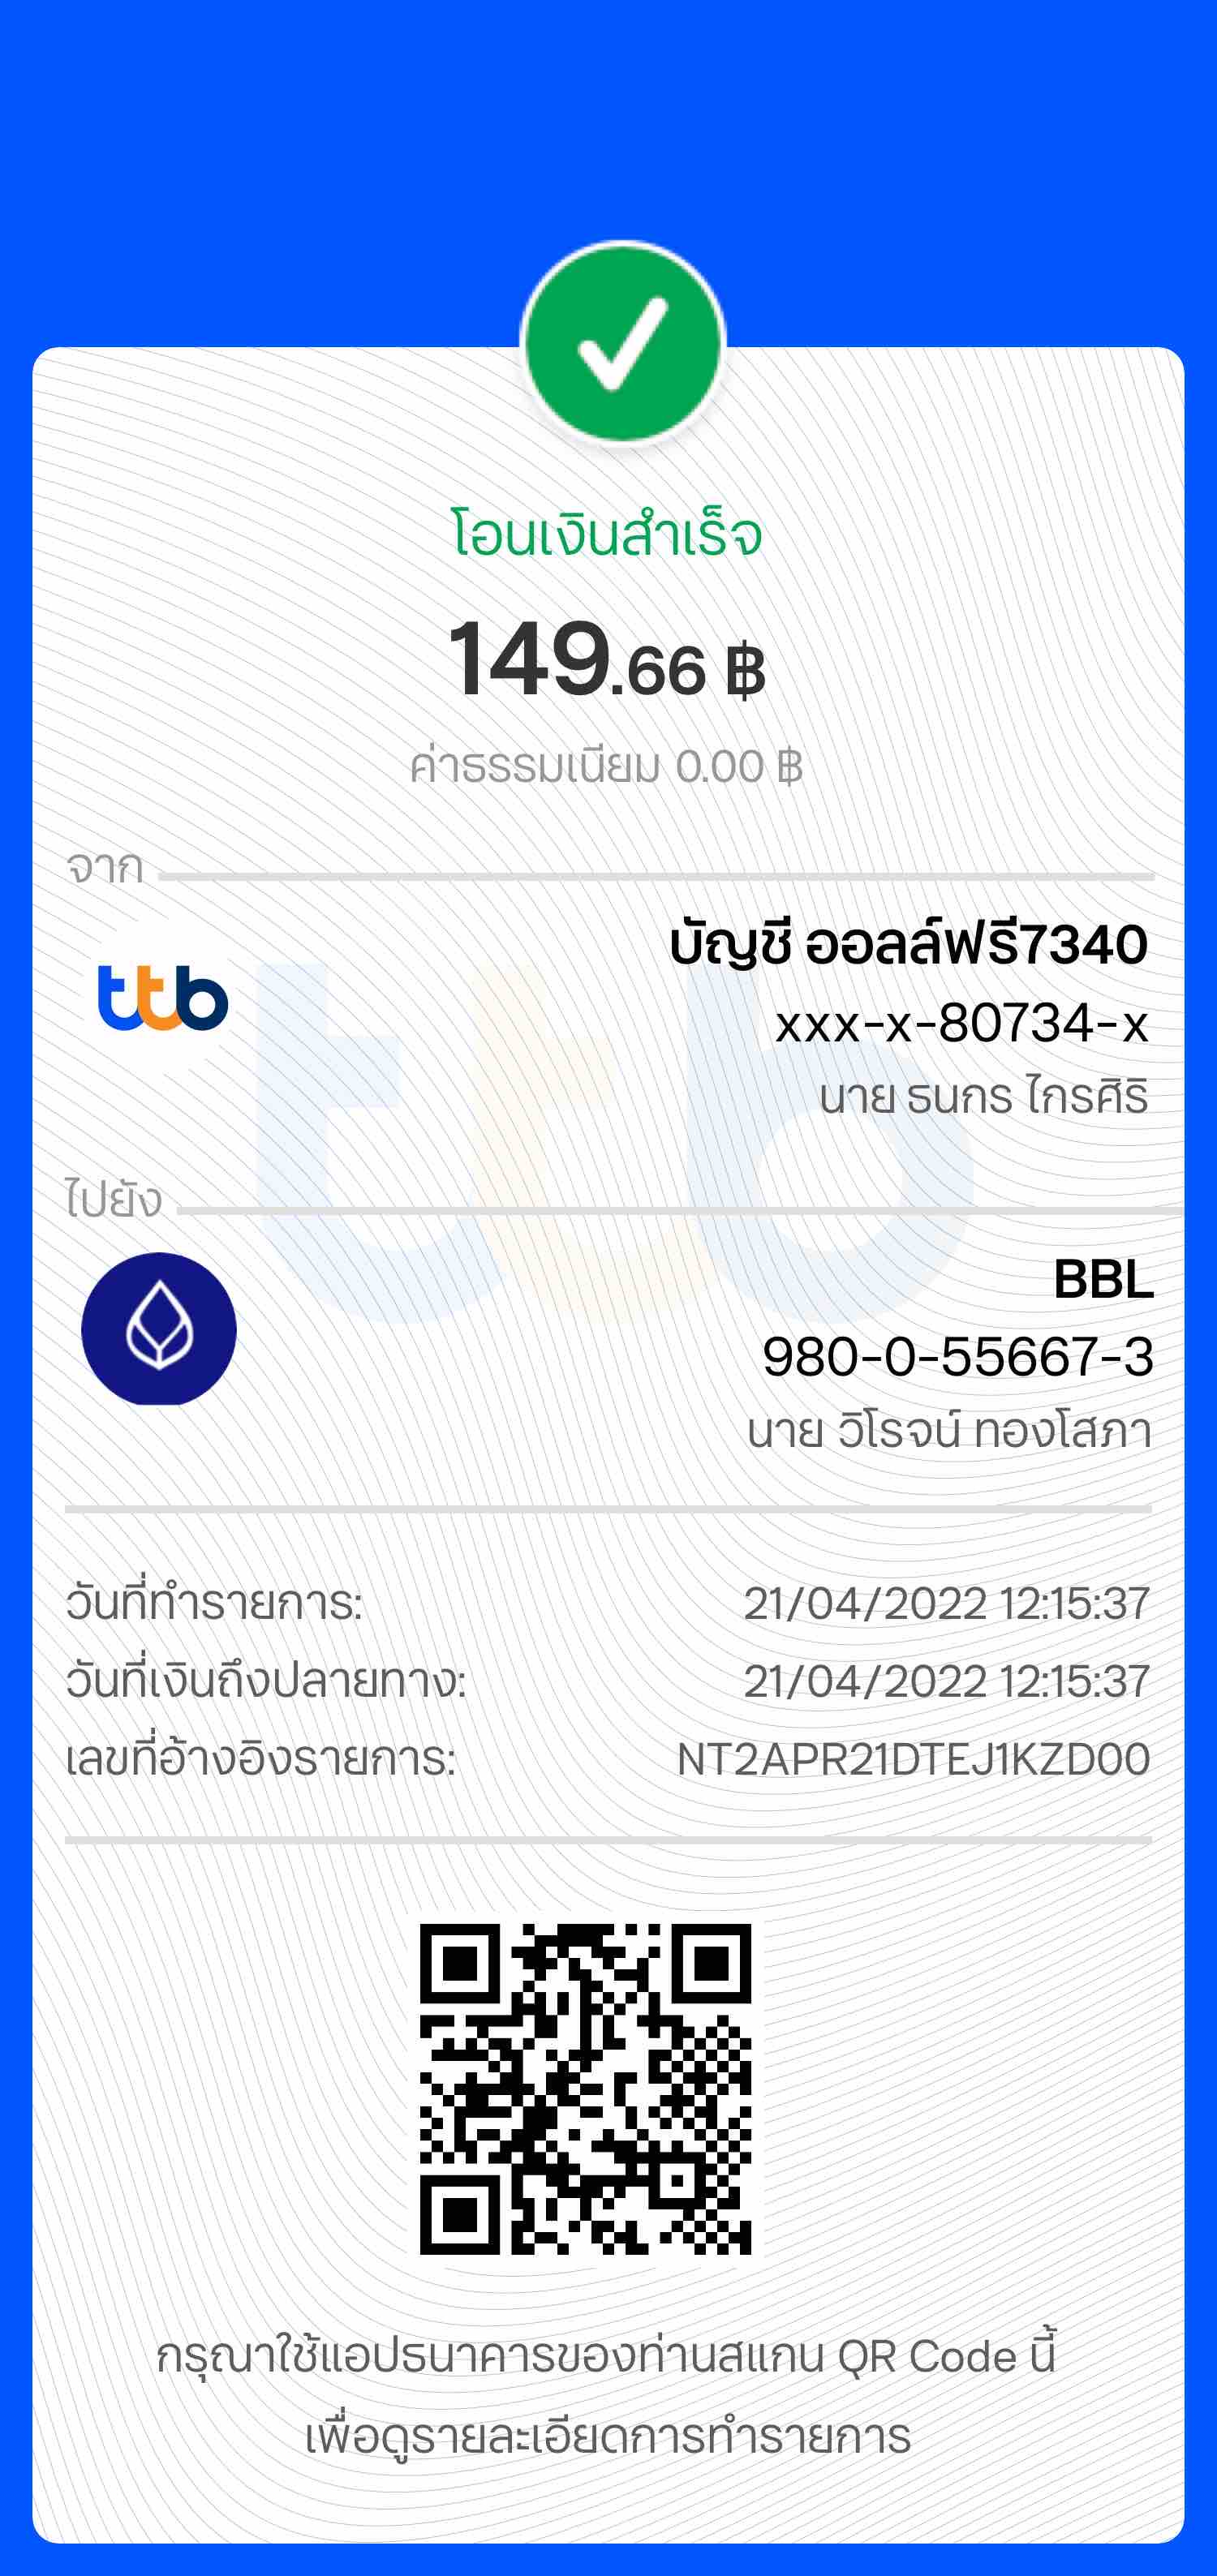 โอนเงินสำเร็จ
149.66 ฿
ค่าธรรมเนียม 0.00 ฿
จาก
ttb
บัญชี ออลล์ฟรี7340
xxx-x-80734-x
นาย ธนกร ไกรศิริ
ไปยัง
BBL
980-0-55667-3
นาย วิโรจน์ ทองโสภา
วันที่ทำรายการ: 21/04/2022 12:15:37
วันที่เงินถึงปลายทาง: 21/04/2022 12:15:37
เลขที่อ้างอิงรายการ: NT2APR21DTEJ1KZD00
กรุณาใช้แอปธนาคารของท่านสแกน QR Code นี้
เพื่อดูรายละเอียดการทำรายการ